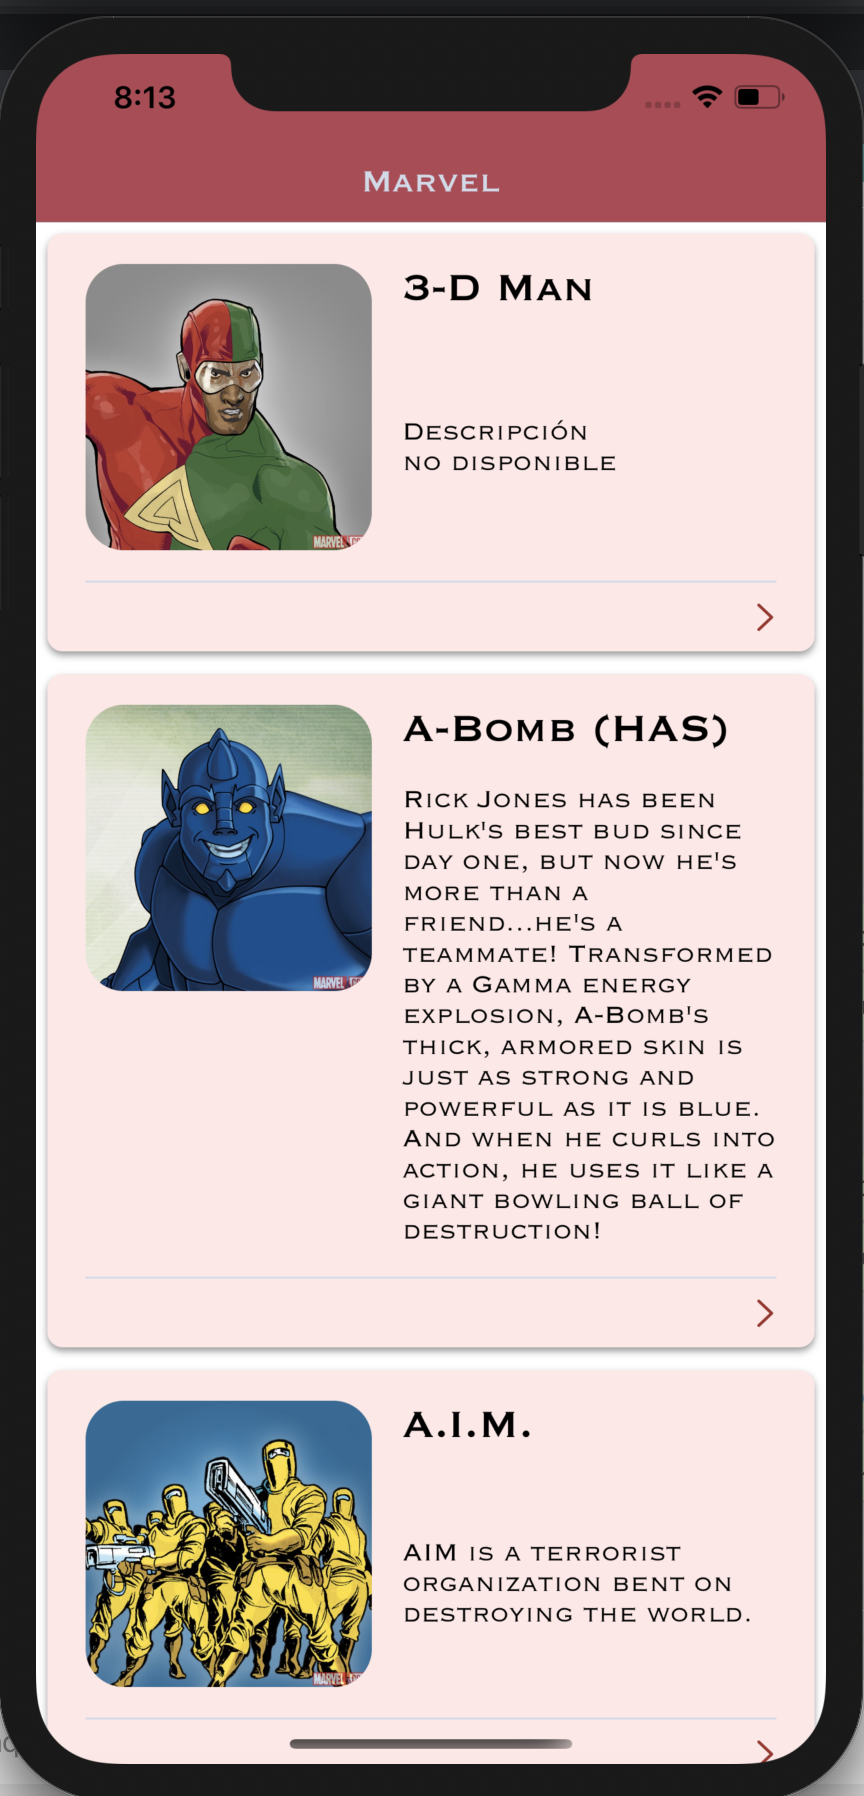 8:13
Marvel
3-D Man
Descripción
no disponible
MARVEL
A-Bomb (HAS)
Rick Jones has been
Hulk's best bud since
day one, but now he's
more than a
friend...he's a
teammate! Transformed
by a Gamma energy
explosion, A-Bomb's
thick, armored skin is
just as strong and
powerful as it is blue.
And when he curls into
action, he uses it like a
giant bowling ball of
destruction!
MARVEL
A.I.M.
AIM is a terrorist
organization bent on
destroying the world.
MARVEL